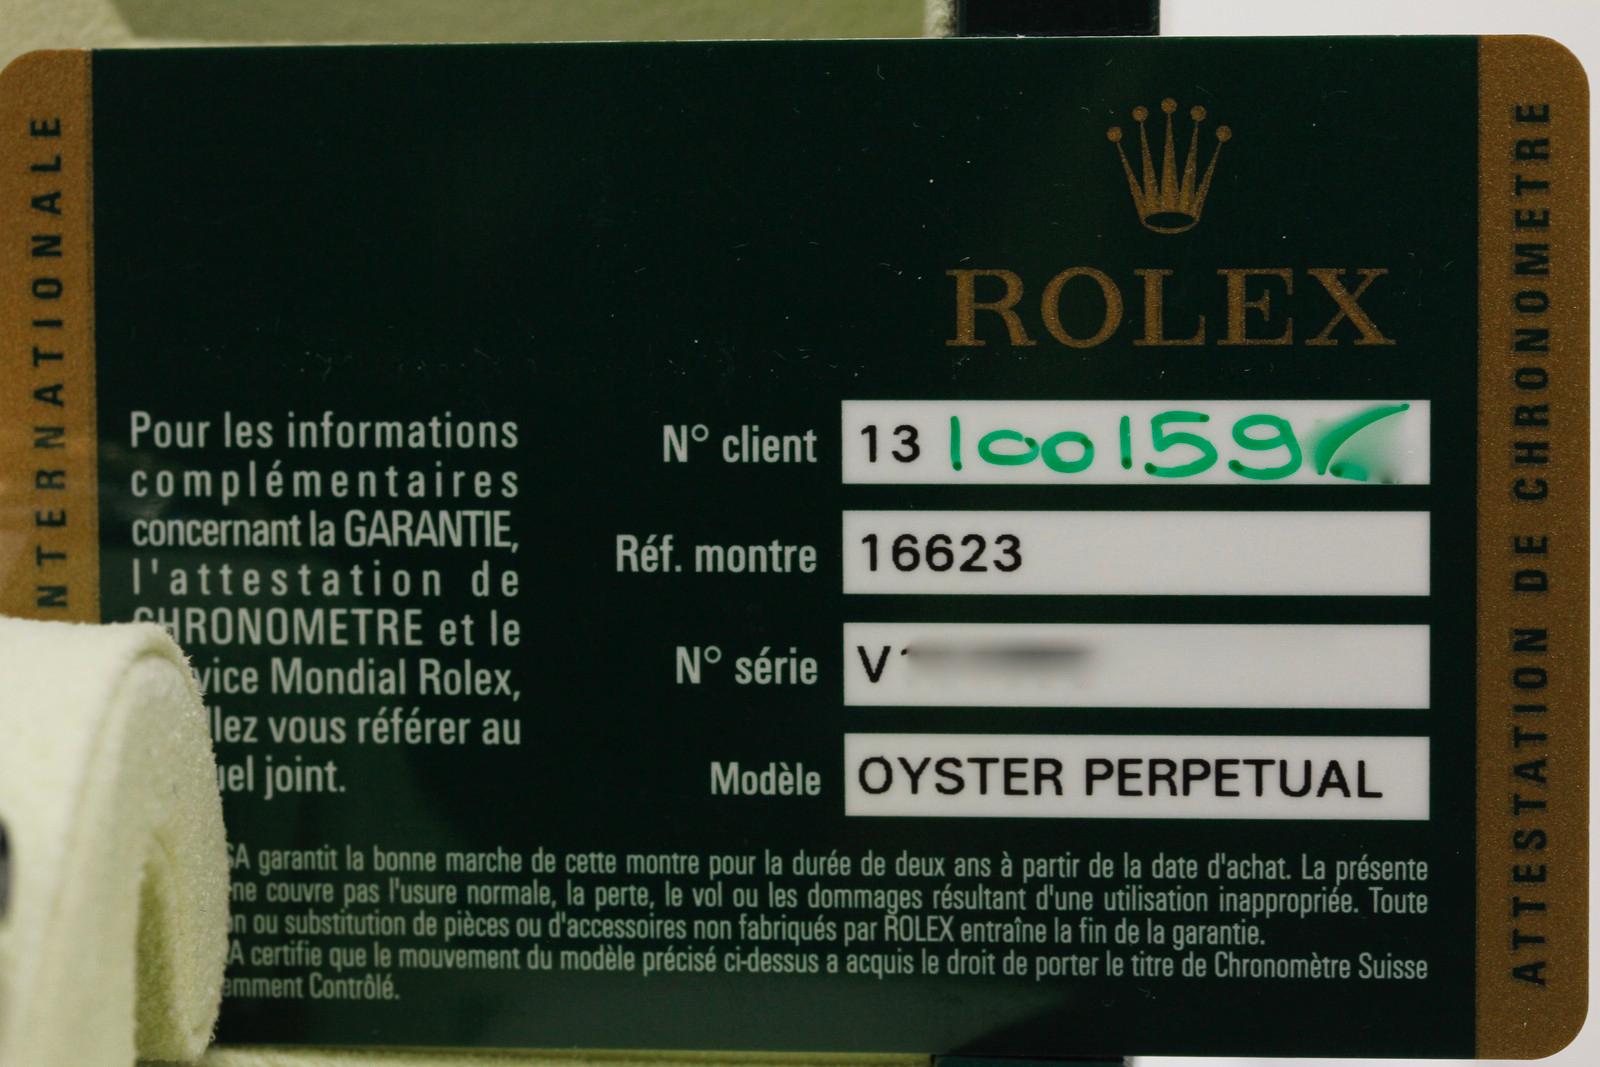 INTERNATIONALE
ROLEX
Pour les informations
complémentaires
concernant la GARANTIE,
l'attestation de
CHRONOMETRE et le
Mondial Rolex,
vous référer au
joint.
N° client 13 100159
Réf. montre 16623
N° série V
Modèle OYSTER PERPETUAL
SA garantit la bonne marche de cette montre pour la durée de deux ans à partir de la date d'achat. La présente
ne couvre pas l'usure normale, la perte, le vol ou les dommages résultant d'une utilisation inappropriée. Toute
ou substitution de pièces ou d'accessoires non fabriqués par ROLEX entraîne la fin de la garantie.
certifie que le mouvement du modèle précisé ci-dessus a acquis le droit de porter le titre de Chronomètre Suisse
Contrôlé.
ATTESTATION DE CHRONOMETRE